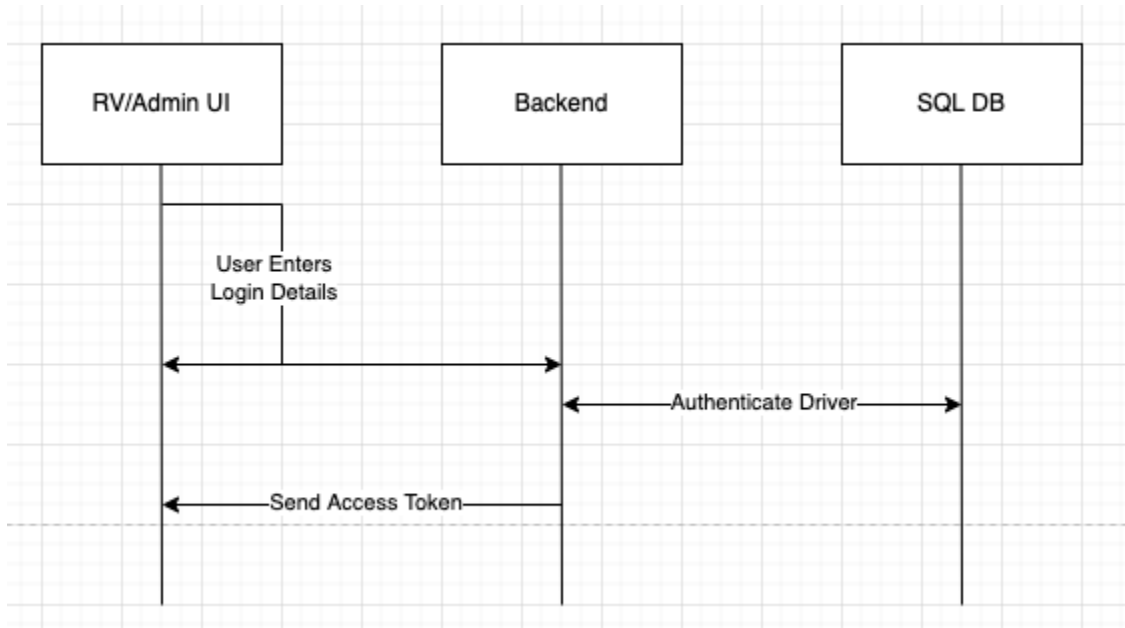 RV/Admin UI
Backend
SQL DB
User Enters
Login Details
Authenticate Driver
Send Access Token